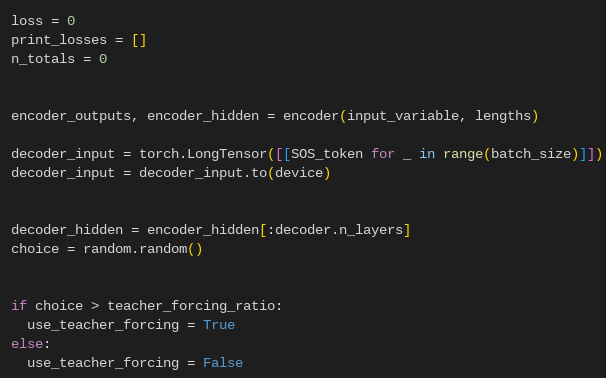 loss = 0
print_losses = []
n_totals = 0
encoder_outputs, encoder_hidden = encoder(input_variable, lengths)
decoder_input = torch.LongTensor([[SOS_token for _ in range(batch_size)]])
decoder_input = decoder_input.to(device)
decoder_hidden = encoder_hidden[:decoder.n_layers]
choice = random.random()
if choice > teacher_forcing_ratio:
  use_teacher_forcing = True
else:
  use_teacher_forcing = False